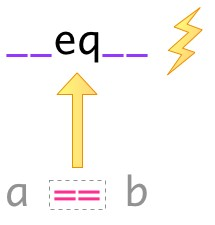 __eq__
a == b